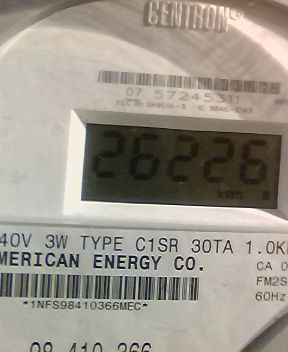 CENTRON®
07 57245311
26226
kWh
40V 3W TYPE C1SR 30TA 1.0K
MERICAN ENERGY CO.
CA 0
FM2S
60Hz
*1NFS98410366MEC*
98 410 366